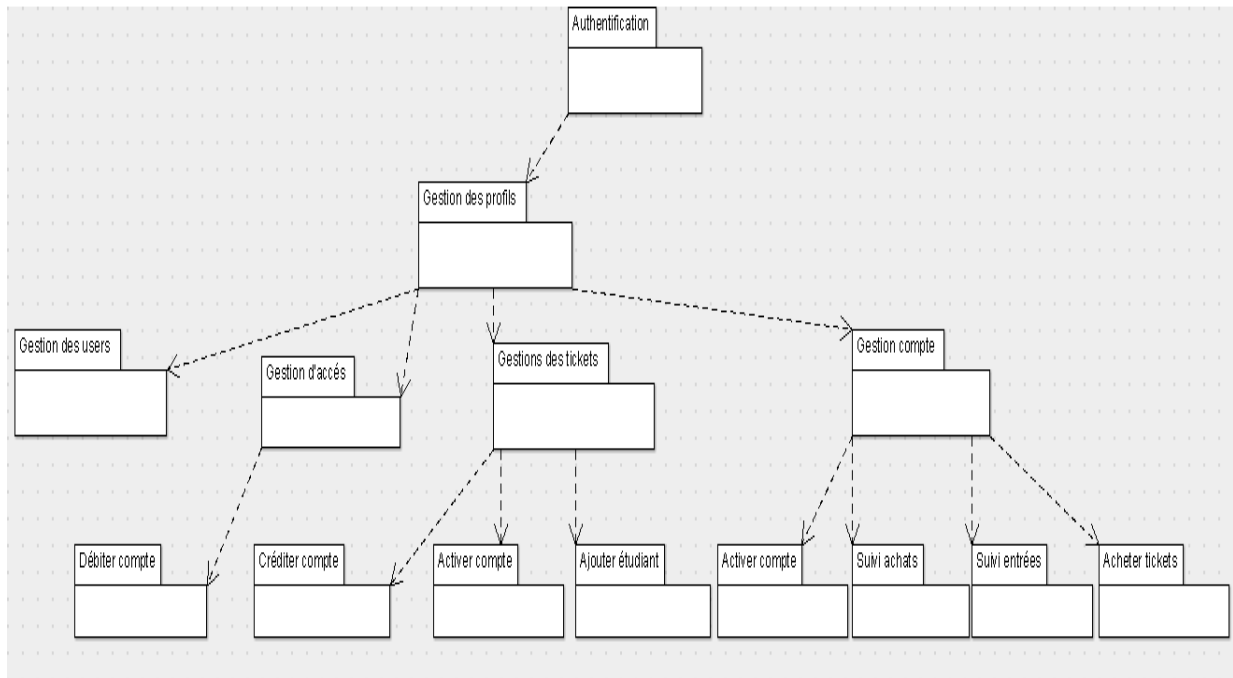 Authentification
Gestion des profils
Gestion des users
Gestion d'accés
Gestions des tickets
Gestion compte
Débiter compte
Créditer compte
Activer compte
Ajouter étudiant
Activer compte
Suivi achats
Suivi entrées
Acheter tickets